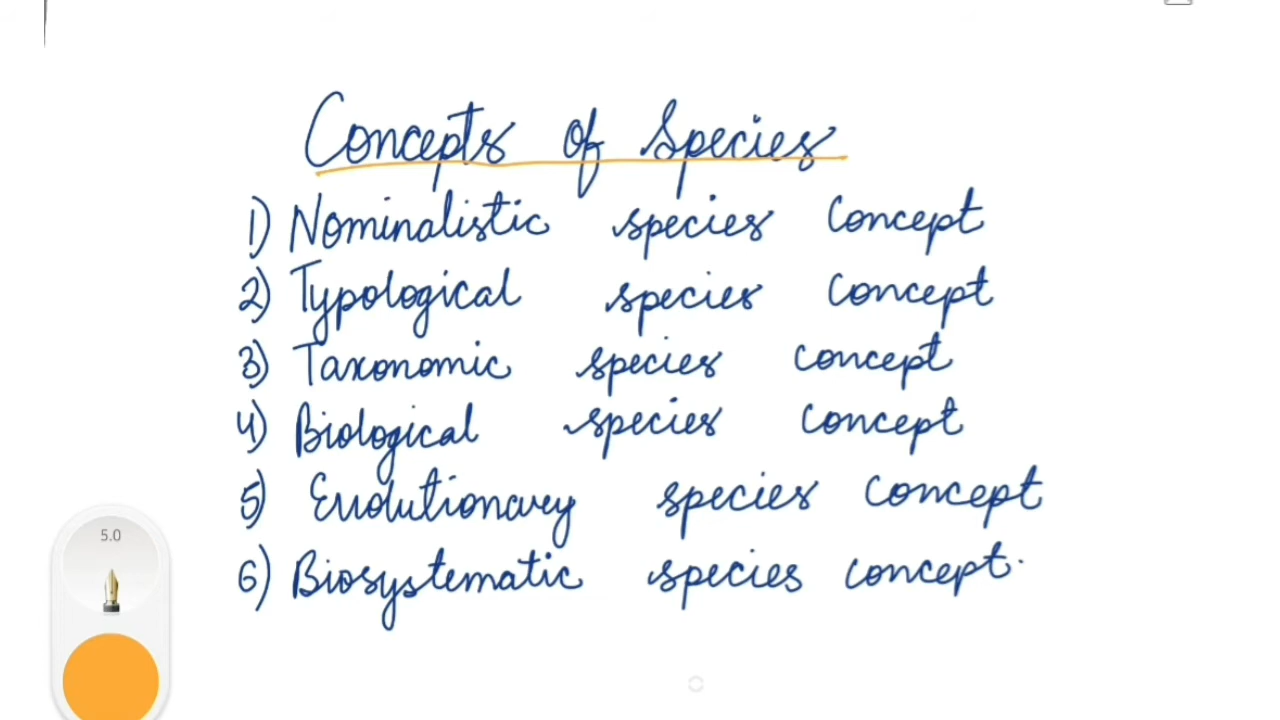 Concepts of Species
1) Nominalistic species concept
2) Typological species concept
3) Taxonomic species concept
4) Biological species concept
5) Evolutionary species concept
6) Biosystematic species concept.
5.0